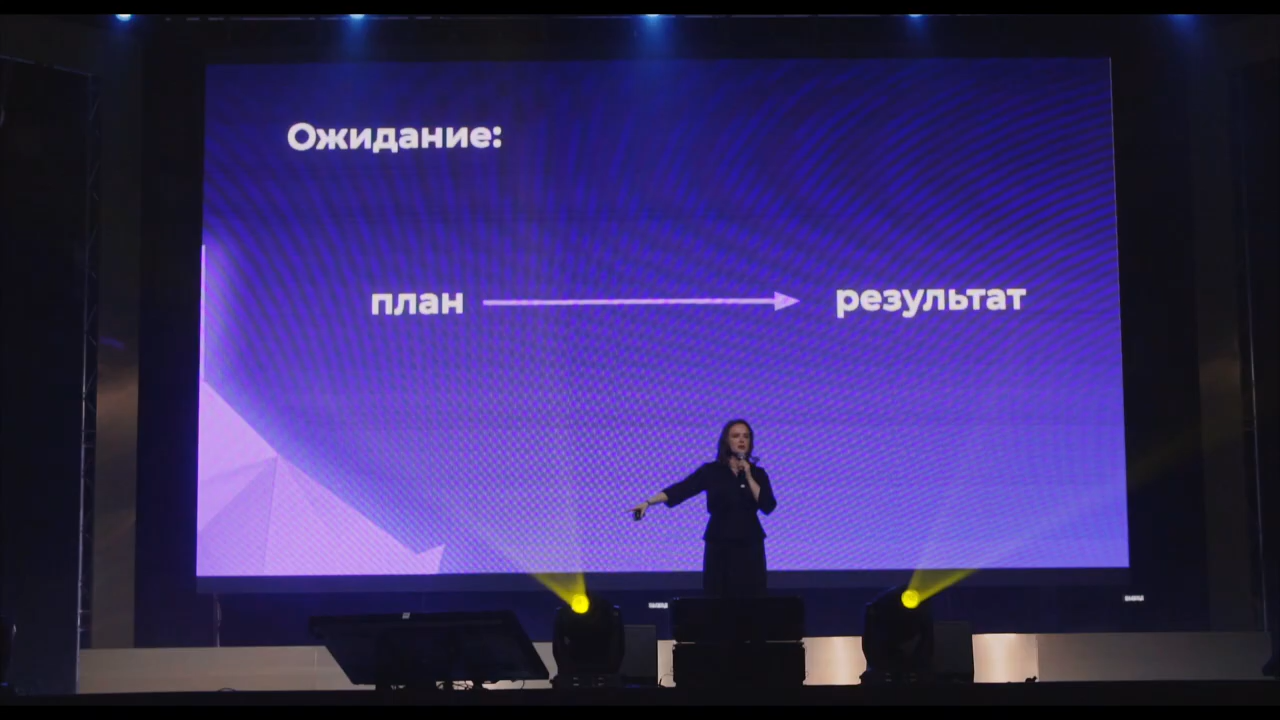 Ожидание:
план
результат